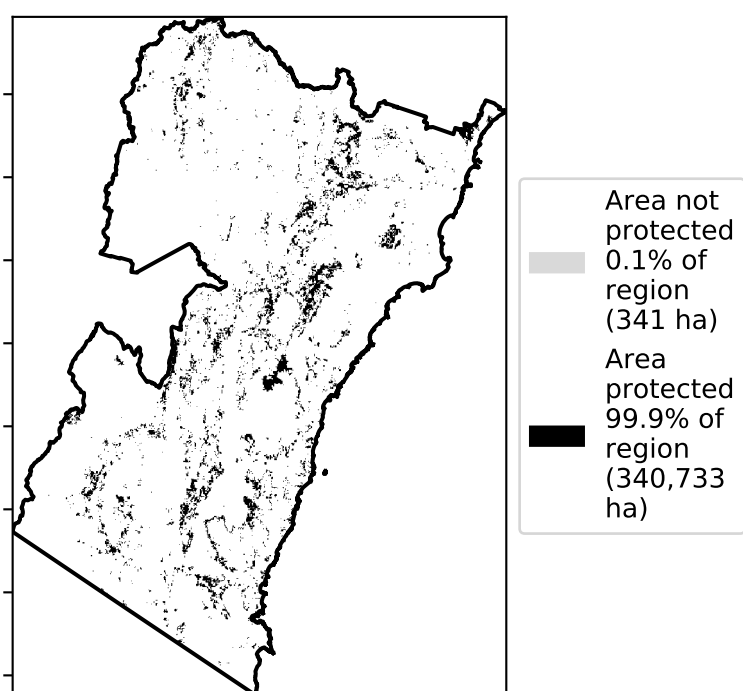 Area not
protected
0.1% of
region
(341 ha)
Area
protected
99.9% of
region
(340,733
ha)